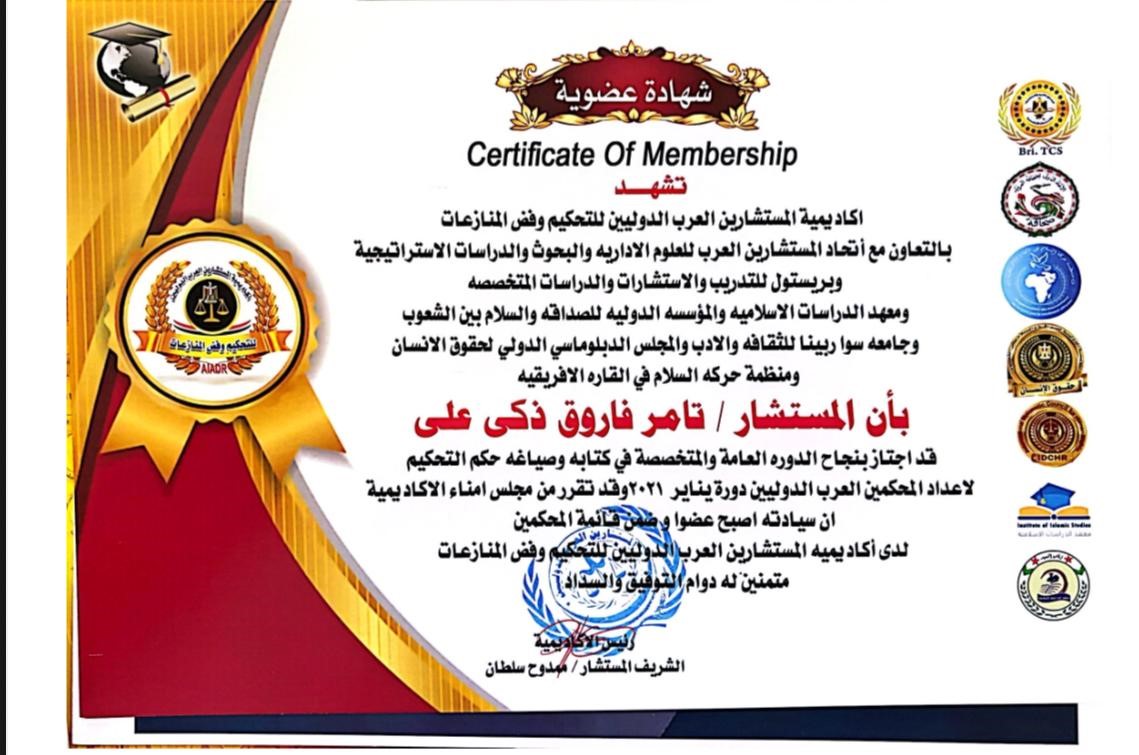 شهادة عضوية
Certificate Of Membership
تشهــد
اكاديمية المستشارين العرب الدوليين للتحكيم وفض المنازعات
بالتعاون مع أتحاد المستشارين العرب للعلوم الاداريه والبحوث والدراسات الاستراتيجية
وبريستول للتدريب والاستشارات والدراسات المتخصصه
ومعهد الدراسات الاسلاميه والمؤسسه الدوليه للصداقه والسلام بين الشعوب
وجامعه سوا ربينا للثقافه والادب والمجلس الدبلوماسي الدولي لحقوق الانسان
ومنظمة حركه السلام في القاره الافريقيه
بأن المستشار / تامر فاروق ذكى على
قد اجتاز بنجاح الدوره العامة والمتخصصة في كتابه وصياغه حكم التحكيم
لاعداد المحكمين العرب الدوليين دورة يناير ٢٠٢١ وقد تقرر من مجلس امناء الاكاديمية
ان سيادته اصبح عضوا وضمن قائمة المحكمين
لدى أكاديميه المستشارين العرب الدوليين للتحكيم وفض المنازعات
متمنين له دوام التوفيق والسداد
رئيس الاكاديمية
الشريف المستشار / ممدوح سلطان
أكاديمية المستشارين العرب الدوليين
للتحكيم وفض المنازعات
AIADR
Bri. TCS
حقوق الانسان
CIDCHR
Institute of Islamic Studies
معهد الدراسات الاسلامية